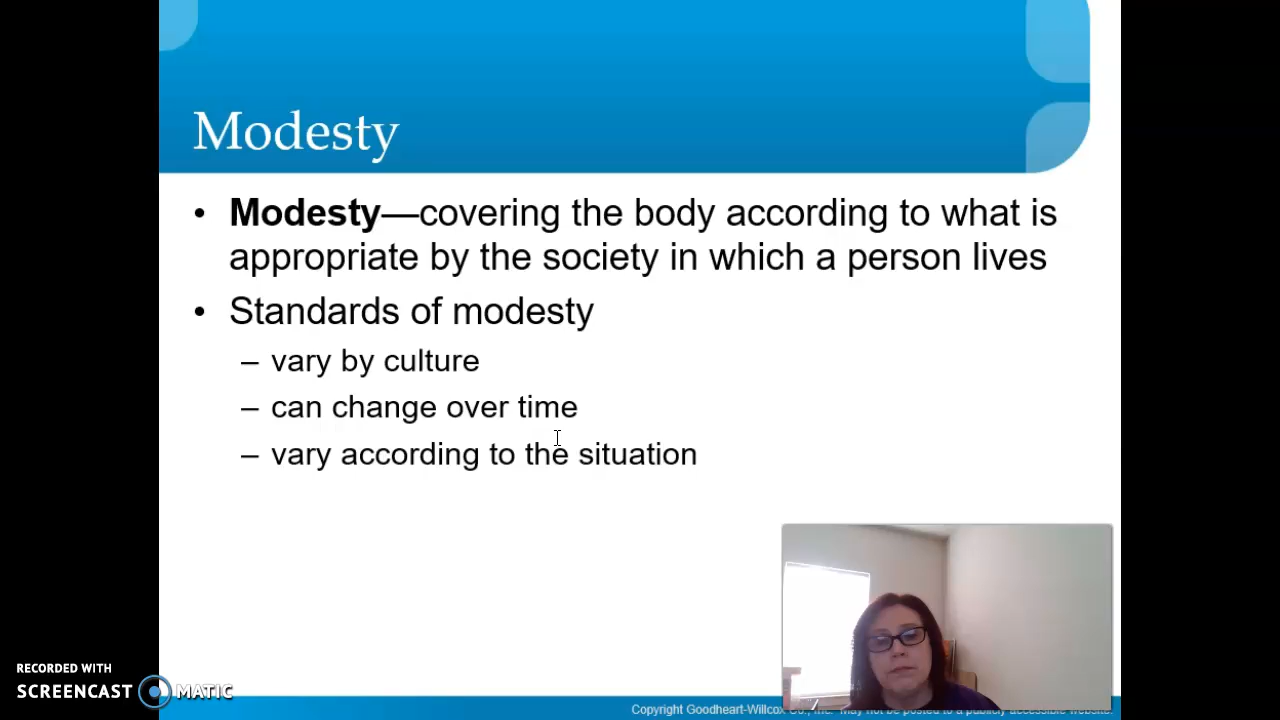 Modesty
• Modesty—covering the body according to what is
appropriate by the society in which a person lives
• Standards of modesty
– vary by culture
– can change over time
– vary according to the situation
RECORDED WITH
SCREENCAST MATIC
Copyright Goodheart-Willcox Co., Inc. May not be posted to a publicly accessible website.